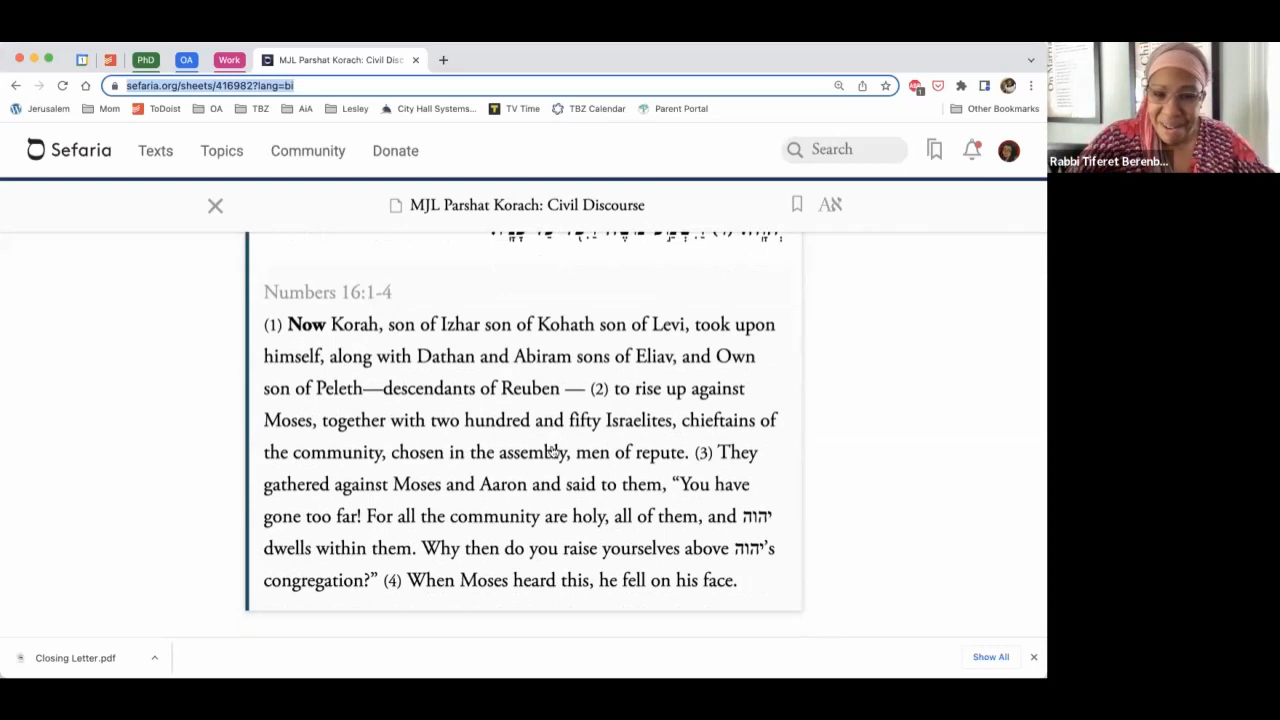 PhD
OA
Work
MJL Parshat Korach: Civil Disc
sefaria.org/sheets/416982?lang=bi
1
Jerusalem
Mom
ToDoist
OA
TBZ
AiA
Lesley
City Hall Systems...
TV Time
TBZ Calendar
Parent Portal
Other Bookmarks
Sefaria
Texts
Topics
Community
Donate
Search
MJL Parshat Korach: Civil Discourse
Aא
Numbers 16:1-4
(1) Now Korah, son of Izhar son of Kohath son of Levi, took upon
himself, along with Dathan and Abiram sons of Eliav, and Own
son of Peleth—descendants of Reuben — (2) to rise up against
Moses, together with two hundred and fifty Israelites, chieftains of
the community, chosen in the assembly, men of repute. (3) They
gathered against Moses and Aaron and said to them, “You have
gone too far! For all the community are holy, all of them, and יהוה
dwells within them. Why then do you raise yourselves above יהוה’s
congregation?” (4) When Moses heard this, he fell on his face.
Closing Letter.pdf
Show All
Rabbi Tiferet Berenb...